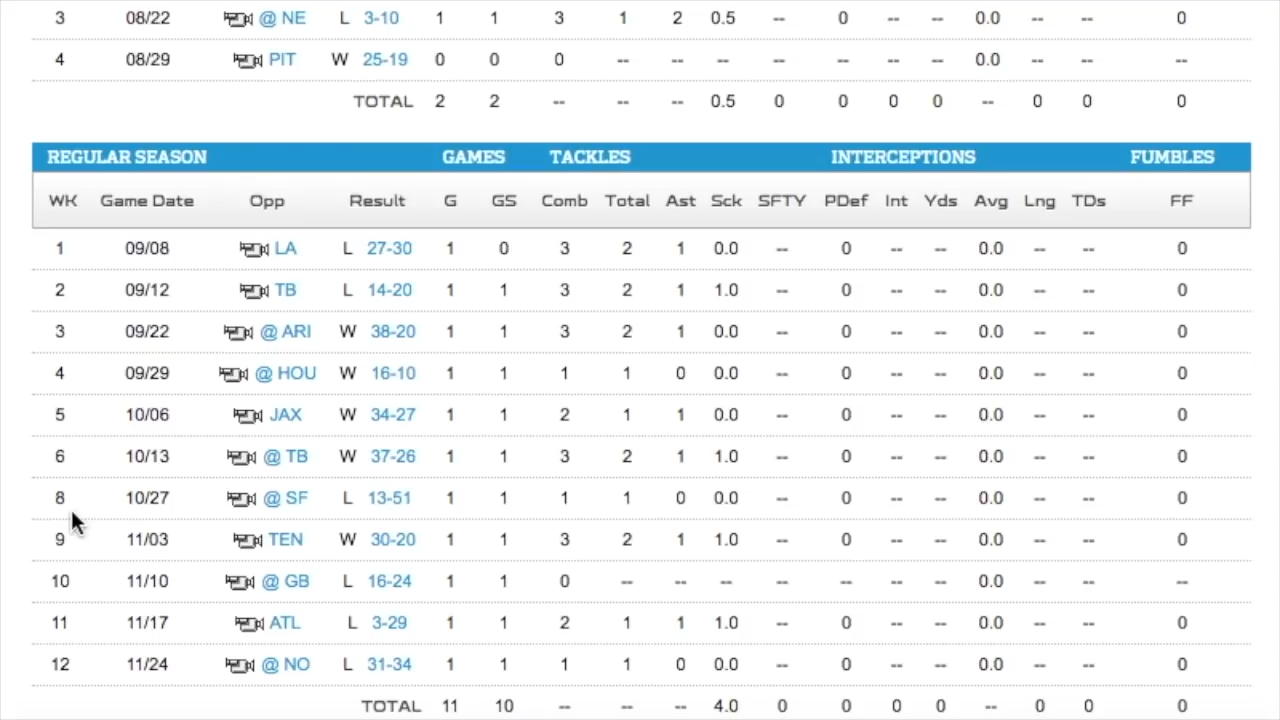 3 08/22 @ NE L 3-10 1 1 3 1 2 0.5 -- 0 -- -- 0.0 -- -- 0
4 08/29 PIT W 25-19 0 0 0 -- -- -- -- -- -- -- 0.0 -- -- --
TOTAL 2 2 -- -- -- 0.5 0 0 0 0 -- 0 0 0
REGULAR SEASON GAMES TACKLES INTERCEPTIONS FUMBLES
WK Game Date Opp Result G GS Comb Total Ast Sck SFTY PDef Int Yds Avg Lng TDs FF
1 09/08 LA L 27-30 1 0 3 2 1 0.0 -- 0 -- -- 0.0 -- -- 0
2 09/12 TB L 14-20 1 1 3 2 1 1.0 -- 0 -- -- 0.0 -- -- 0
3 09/22 @ ARI W 38-20 1 1 3 2 1 0.0 -- 0 -- -- 0.0 -- -- 0
4 09/29 @ HOU W 16-10 1 1 1 1 0 0.0 -- 0 -- -- 0.0 -- -- 0
5 10/06 JAX W 34-27 1 1 2 1 1 0.0 -- 0 -- -- 0.0 -- -- 0
6 10/13 @ TB W 37-26 1 1 3 2 1 1.0 -- 0 -- -- 0.0 -- -- 0
8 10/27 @ SF L 13-51 1 1 1 1 0 0.0 -- 0 -- -- 0.0 -- -- 0
9 11/03 TEN W 30-20 1 1 3 2 1 1.0 -- 0 -- -- 0.0 -- -- 0
10 11/10 @ GB L 16-24 1 1 0 -- -- -- -- -- -- -- 0.0 -- -- --
11 11/17 ATL L 3-29 1 1 2 1 1 1.0 -- 0 -- -- 0.0 -- -- 0
12 11/24 @ NO L 31-34 1 1 1 1 0 0.0 -- 0 -- -- 0.0 -- -- 0
TOTAL 11 10 -- -- -- 4.0 0 0 0 0 -- 0 0 0